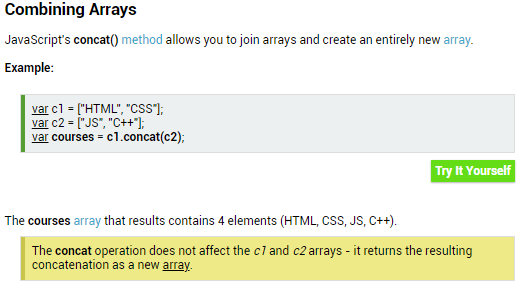 Combining Arrays
JavaScript's concat() method allows you to join arrays and create an entirely new array.
Example:
var c1 = ["HTML", "CSS"];
var c2 = ["JS", "C++"];
var courses = c1.concat(c2);
Try It Yourself
The courses array that results contains 4 elements (HTML, CSS, JS, C++).
The concat operation does not affect the c1 and c2 arrays - it returns the resulting
concatenation as a new array.